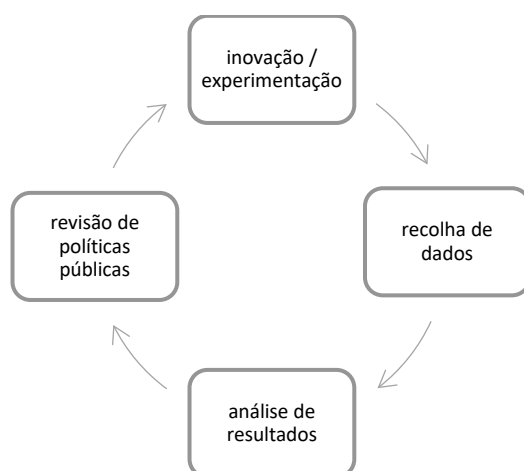 inovação /
experimentação
recolha de
dados
análise de
resultados
revisão de
políticas
públicas